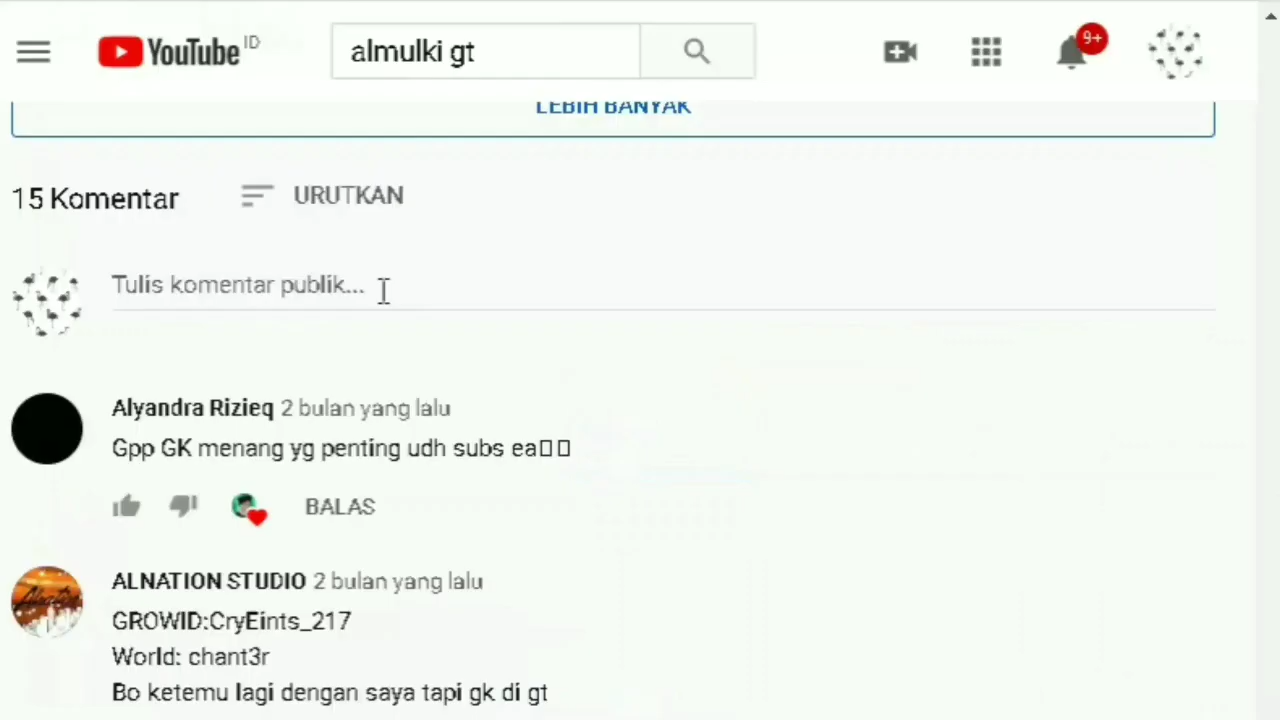 YouTube ID
almulki gt
9+
LEBIH BANYAK
15 Komentar
URUTKAN
Tulis komentar publik...
Alyandra Rizieq 2 bulan yang lalu
Gpp GK menang yg penting udh subs ea
BALAS
ALNATION STUDIO 2 bulan yang lalu
GROWID:CryEints_217
World: chant3r
Bo ketemu lagi dengan saya tapi gk di gt